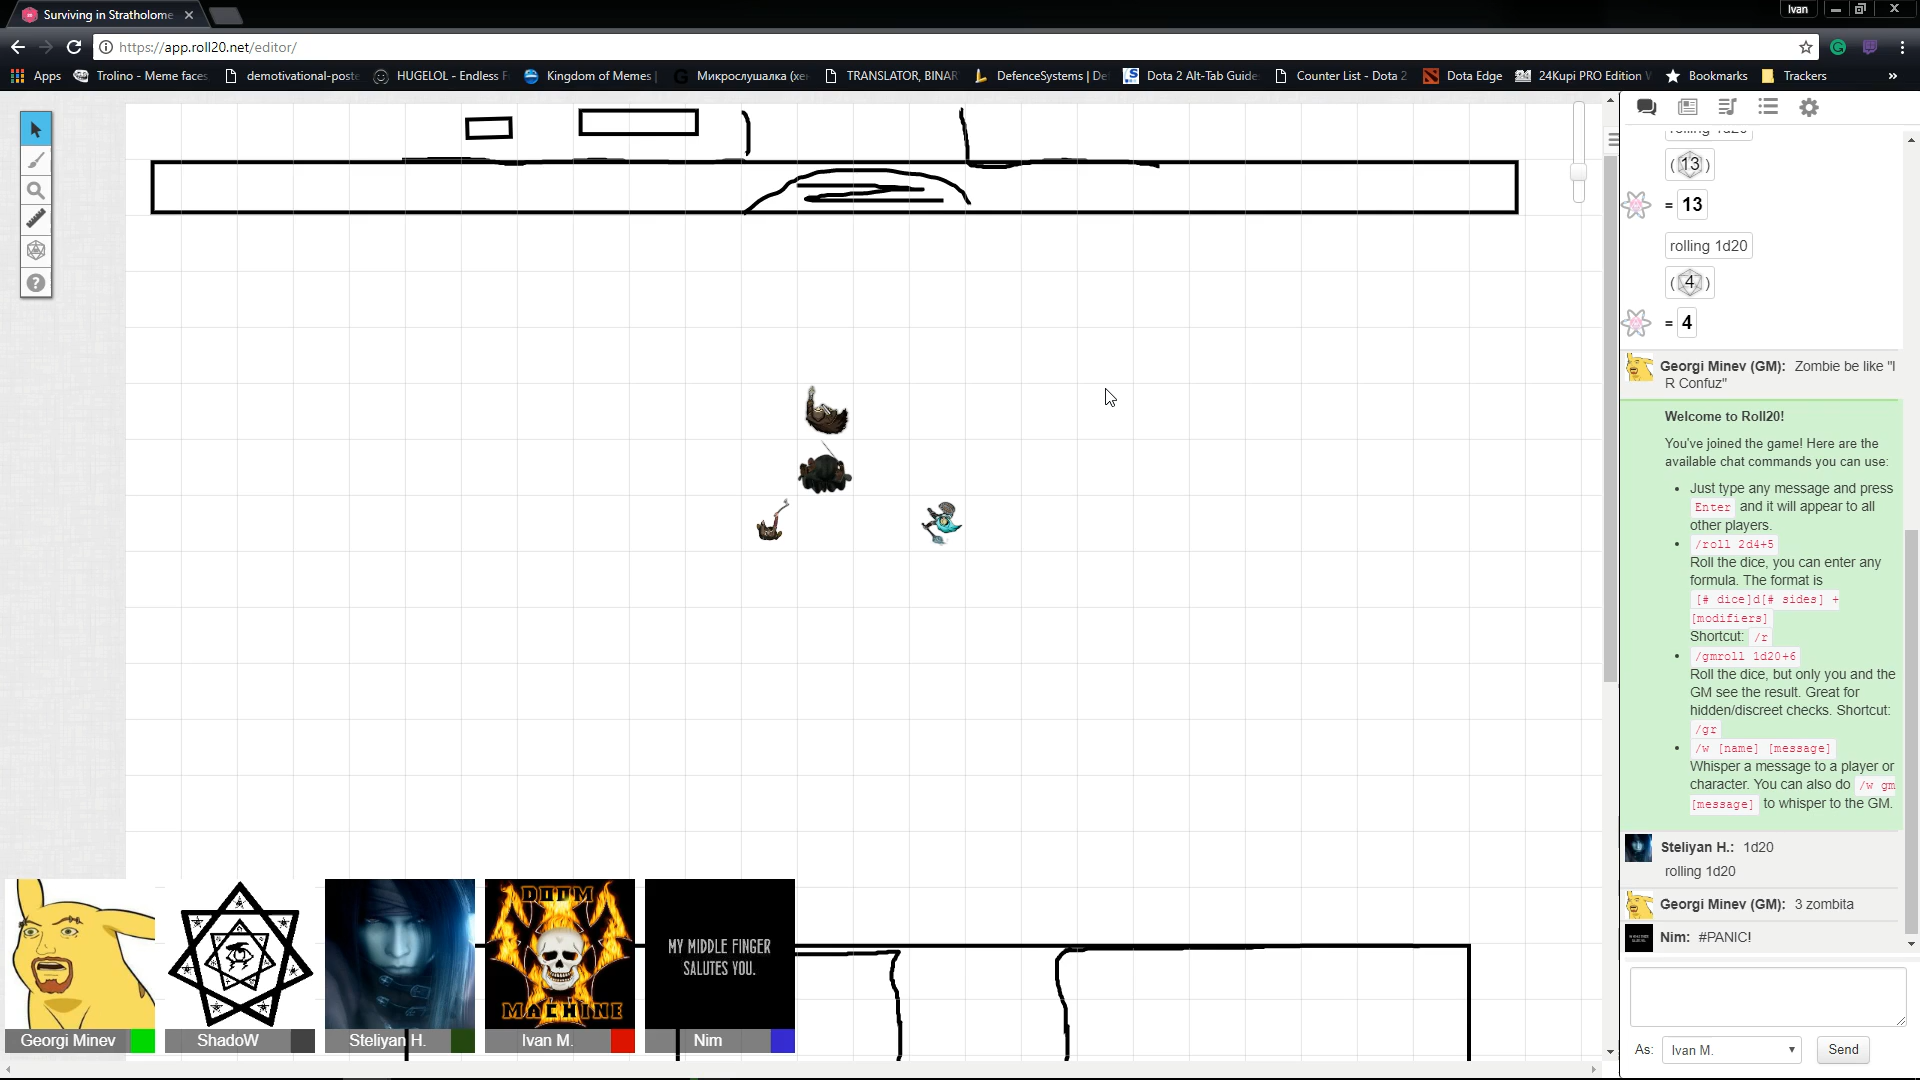 Surviving in Stratholome
Ivan
https://app.roll20.net/editor/
Apps
Trolino - Meme faces
demotivational-poste
HUGELOL - Endless F
Kingdom of Memes |
Микрослушалка (хе
TRANSLATOR, BINAR
DefenceSystems | De
Dota 2 Alt-Tab Guide
Counter List - Dota 2
Dota Edge
24Kupi PRO Edition V
Bookmarks
Trackers
»
rolling 1d20
(13)
= 13
rolling 1d20
(4)
= 4
Georgi Minev (GM): Zombie be like "I
R Confuz"
Welcome to Roll20!
You've joined the game! Here are the
available chat commands you can use:
• Just type any message and press
Enter and it will appear to all
other players.
• /roll 2d4+5
Roll the dice, you can enter any
formula. The format is
[# dice]d[# sides] +
[modifiers]
Shortcut: /r
• /gmroll 1d20+6
Roll the dice, but only you and the
GM see the result. Great for
hidden/discreet checks. Shortcut:
/gr
• /w [name] [message]
Whisper a message to a player or
character. You can also do /w gm
[message] to whisper to the GM.
Steliyan H.: 1d20
rolling 1d20
Georgi Minev (GM): 3 zombita
Nim: #PANIC!
As: Ivan M.
Send
DOOM
MACHINE
MY MIDDLE FINGER
SALUTES YOU.
Georgi Minev
ShadoW
Steliyan H.
Ivan M.
Nim